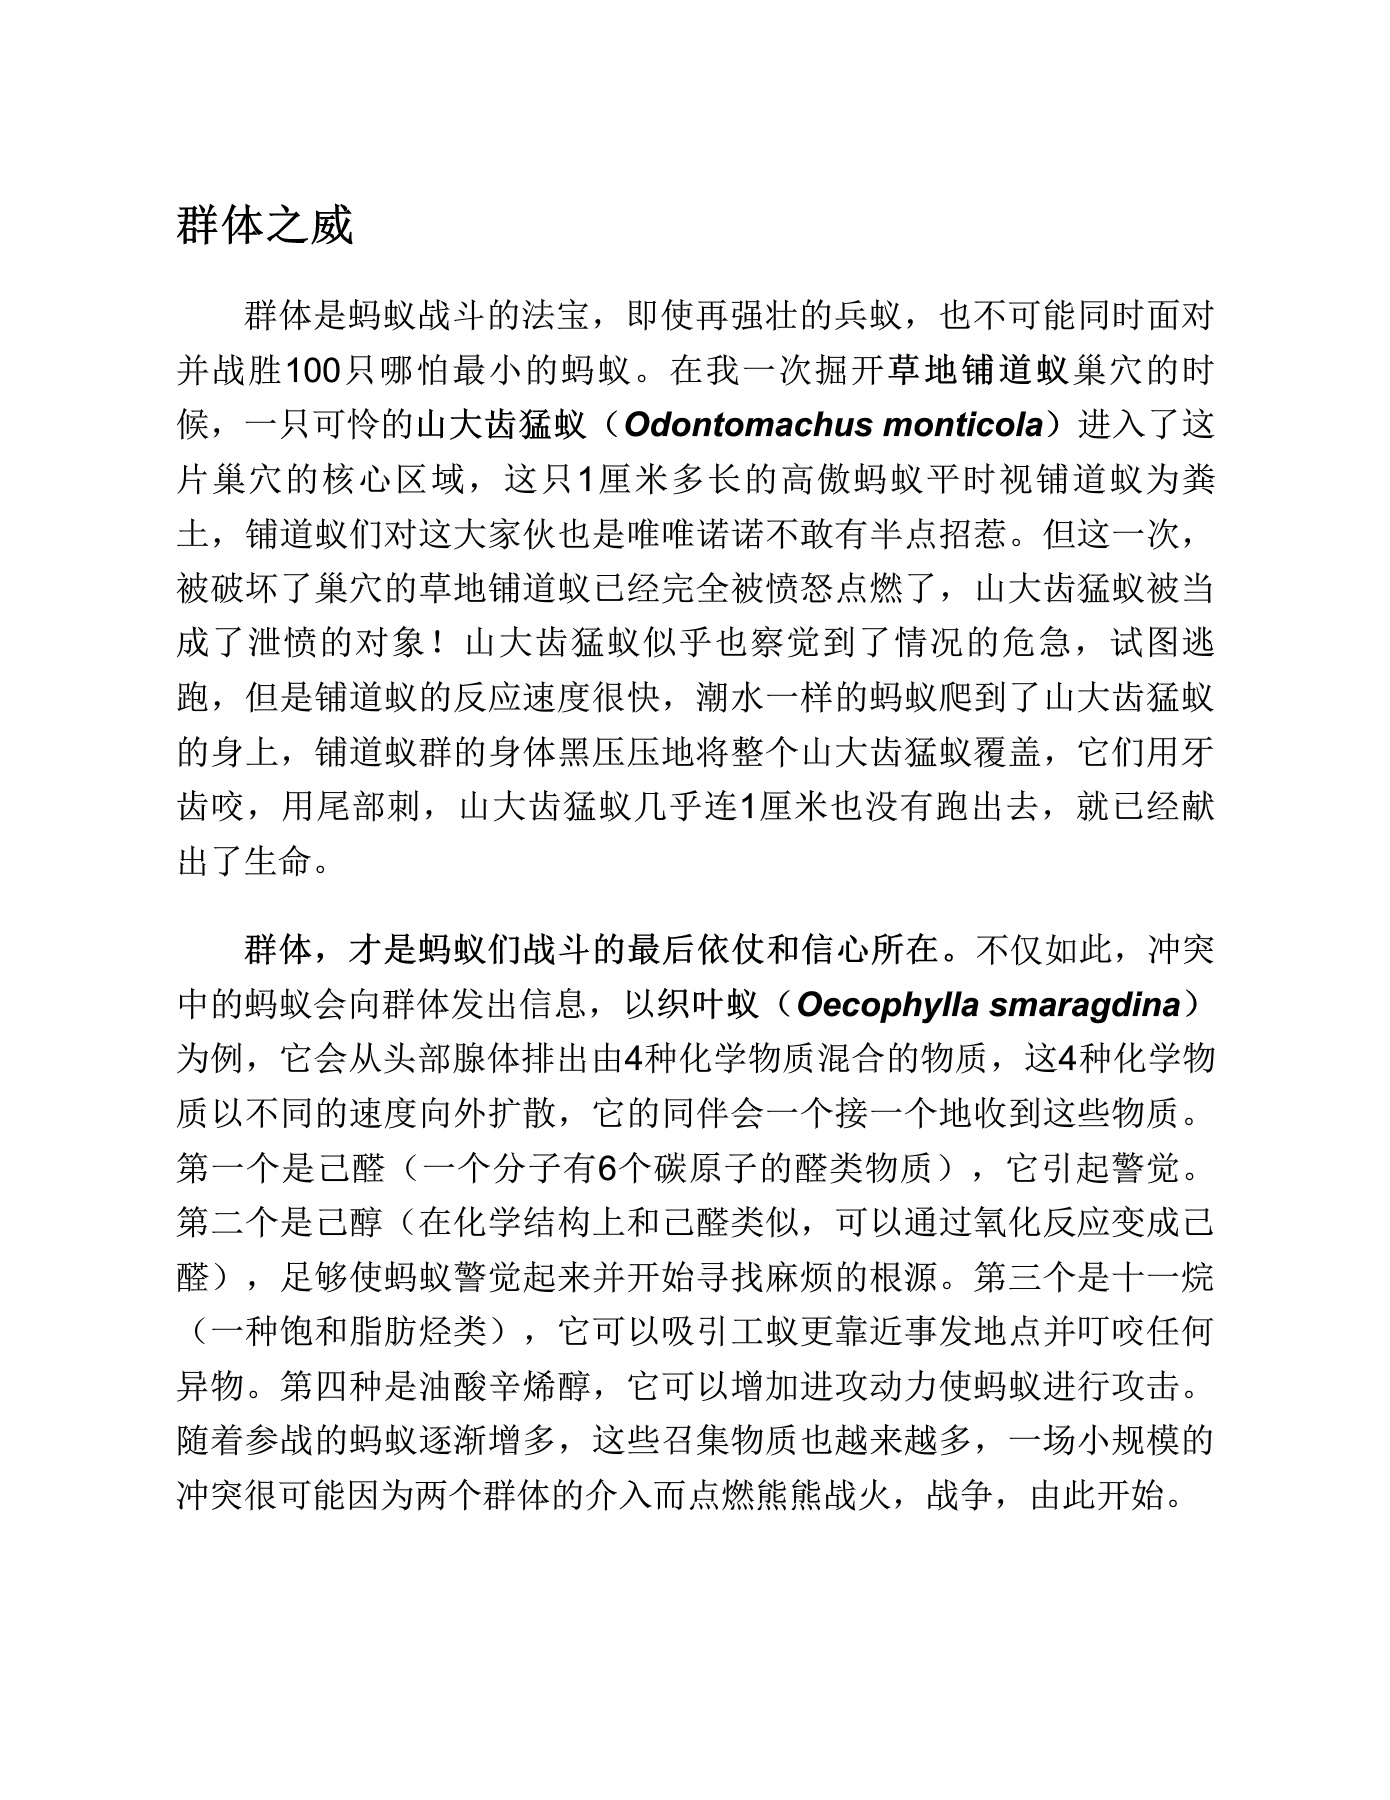 群体之威
群体是蚂蚁战斗的法宝，即使再强壮的兵蚁，也不可能同时面对
并战胜100只哪怕最小的蚂蚁。在我一次掘开草地铺道蚁巢穴的时
候，一只可怜的山大齿猛蚁（Odontomachus monticola）进入了这
片巢穴的核心区域，这只1厘米多长的高傲蚂蚁平时视铺道蚁为粪
土，铺道蚁们对这大家伙也是唯唯诺诺不敢有半点招惹。但这一次，
被破坏了巢穴的草地铺道蚁已经完全被愤怒点燃了，山大齿猛蚁被当
成了泄愤的对象！山大齿猛蚁似乎也察觉到了情况的危急，试图逃
跑，但是铺道蚁的反应速度很快，潮水一样的蚂蚁爬到了山大齿猛蚁
的身上，铺道蚁群的身体黑压压地将整个山大齿猛蚁覆盖，它们用牙
齿咬，用尾部刺，山大齿猛蚁几乎连1厘米也没有跑出去，就已经献
出了生命。
群体，才是蚂蚁们战斗的最后依仗和信心所在。不仅如此，冲突
中的蚂蚁会向群体发出信息，以织叶蚁（Oecophylla smaragdina）
为例，它会从头部腺体排出由4种化学物质混合的物质，这4种化学物
质以不同的速度向外扩散，它的同伴会一个接一个地收到这些物质。
第一个是己醛（一个分子有6个碳原子的醛类物质），它引起警觉。
第二个是己醇（在化学结构上和己醛类似，可以通过氧化反应变成己
醛），足够使蚂蚁警觉起来并开始寻找麻烦的根源。第三个是十一烷
（一种饱和脂肪烃类），它可以吸引工蚁更靠近事发地点并叮咬任何
异物。第四种是油酸辛烯醇，它可以增加进攻动力使蚂蚁进行攻击。
随着参战的蚂蚁逐渐增多，这些召集物质也越来越多，一场小规模的
冲突很可能因为两个群体的介入而点燃熊熊战火，战争，由此开始。